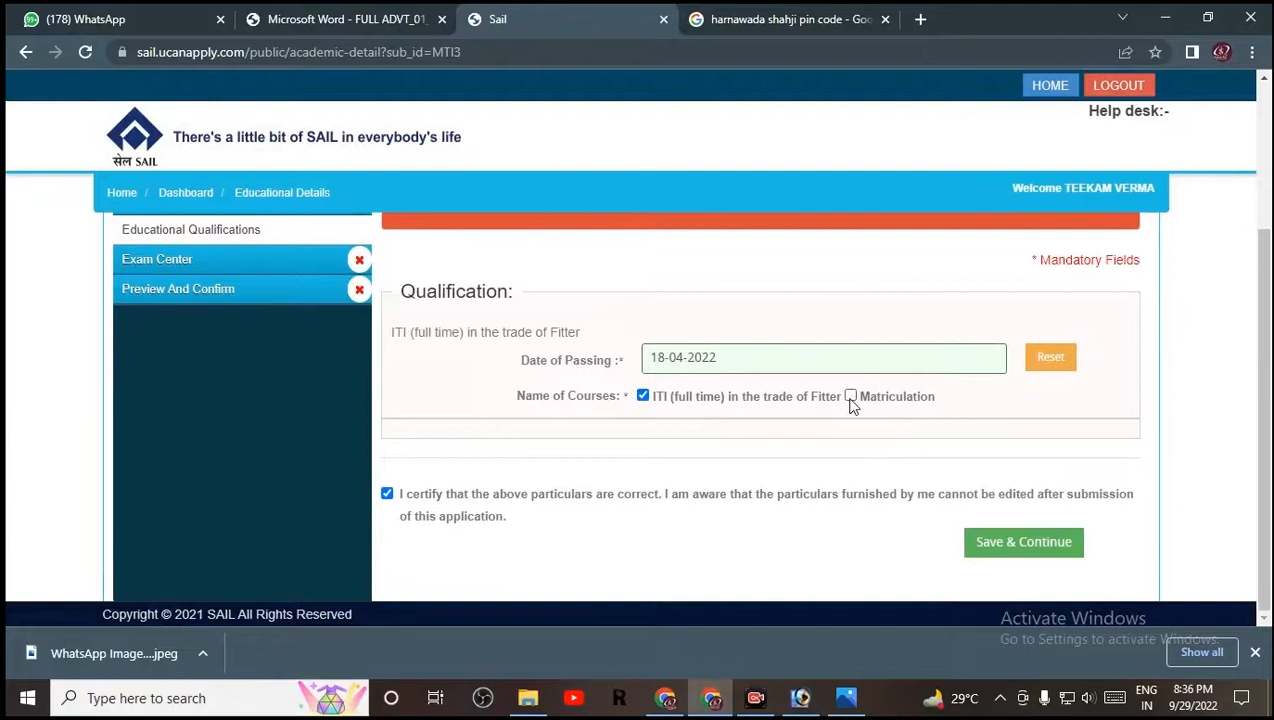 99+
(178) WhatsApp
Microsoft Word - FULL ADVT_01_
Sail
harnawada shahji pin code - Goo
sail.ucanapply.com/public/academic-detail?sub_id=MTI3
HOME
LOGOUT
Help desk:-
There's a little bit of SAIL in everybody's life
सेल SAIL
Home / Dashboard / Educational Details
Welcome TEEKAM VERMA
Educational Qualifications
Exam Center
Preview And Confirm
* Mandatory Fields
Qualification:
ITI (full time) in the trade of Fitter
Date of Passing :*
18-04-2022
Reset
Name of Courses: *
ITI (full time) in the trade of Fitter
Matriculation
I certify that the above particulars are correct. I am aware that the particulars furnished by me cannot be edited after submission
of this application.
Save & Continue
Copyright © 2021 SAIL All Rights Reserved
Activate Windows
Go to Settings to activate Windows.
WhatsApp Image....jpeg
Show all
Type here to search
R
29°C
ENG
IN
8:36 PM
9/29/2022